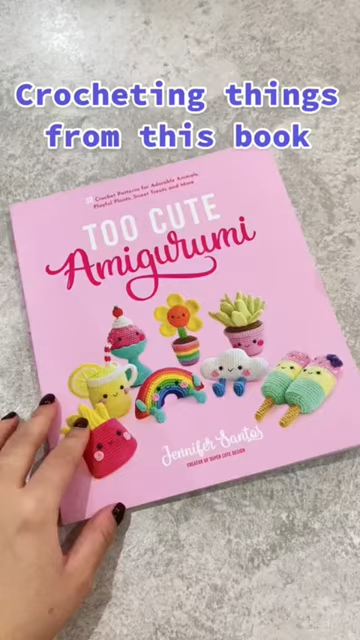 Crocheting things
from this book
Crochet Patterns for Adorable Animals,
Playful Plants, Sweet Treats and More
TOO CUTE
Amigurumi
Jennifer Santos
CREATOR OF SUPER CUTE DESIGN